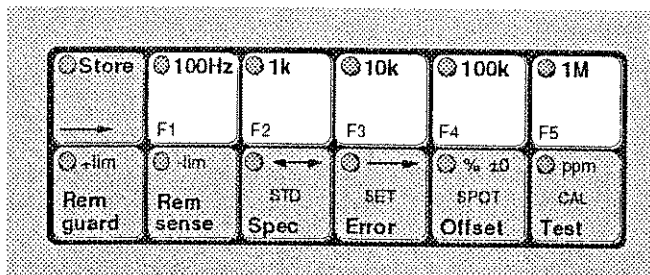 Store 100Hz 1k 10k 100k 1M
F1 F2 F3 F4 F5
+lim -lim % ±0 ppm
STD SET SPOT CAL
Rem guard Rem sense Spec Error Offset Test